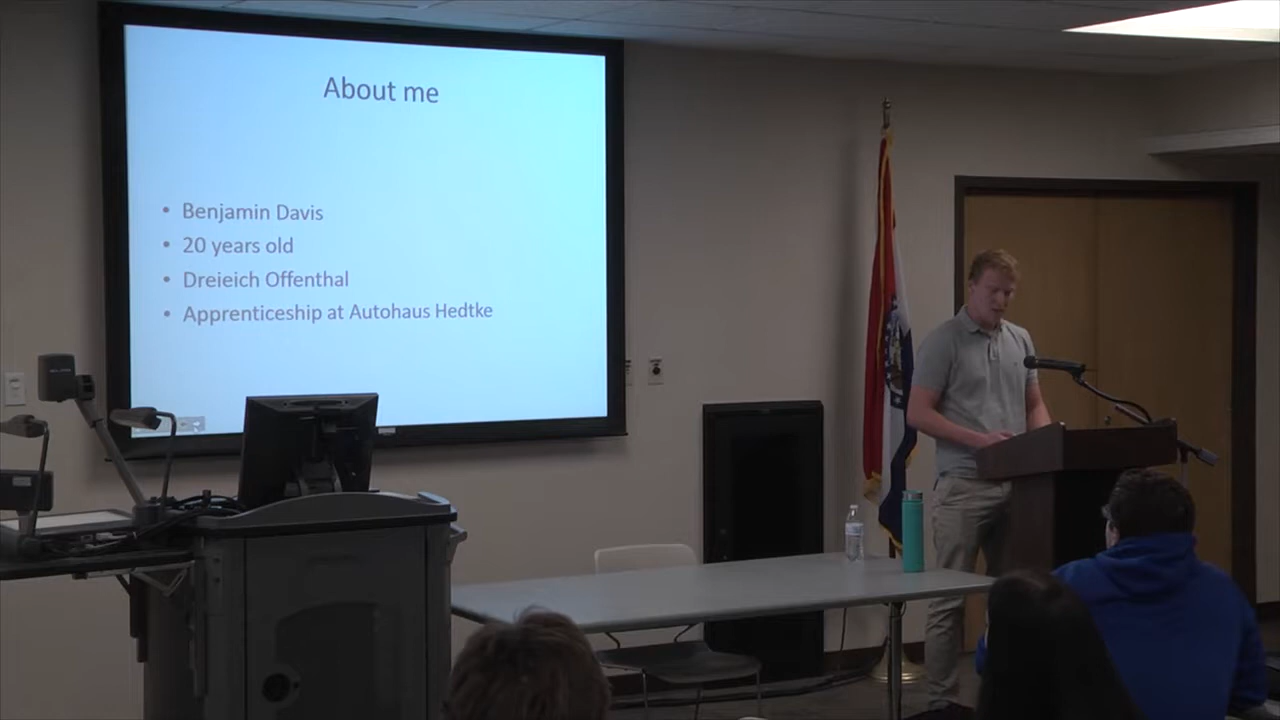 About me
• Benjamin Davis
• 20 years old
• Dreieich Offenthal
• Apprenticeship at Autohaus Hedtke